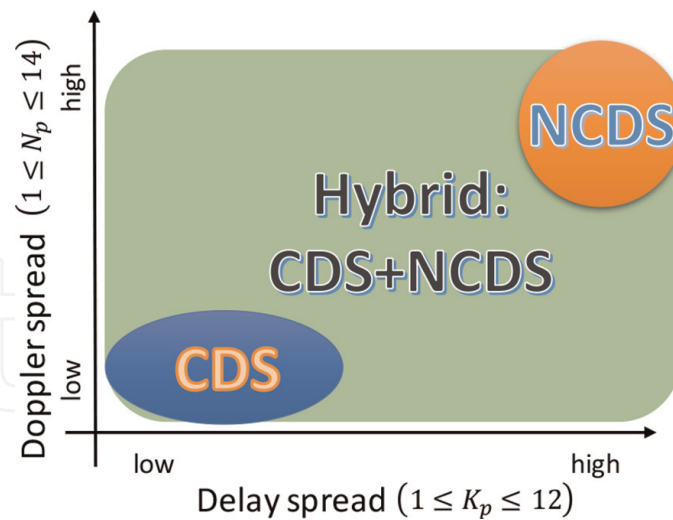 Doppler spread (1 ≤ N_p ≤ 14)
high
low
NCDS
Hybrid:
CDS+NCDS
CDS
low
high
Delay spread (1 ≤ K_p ≤ 12)